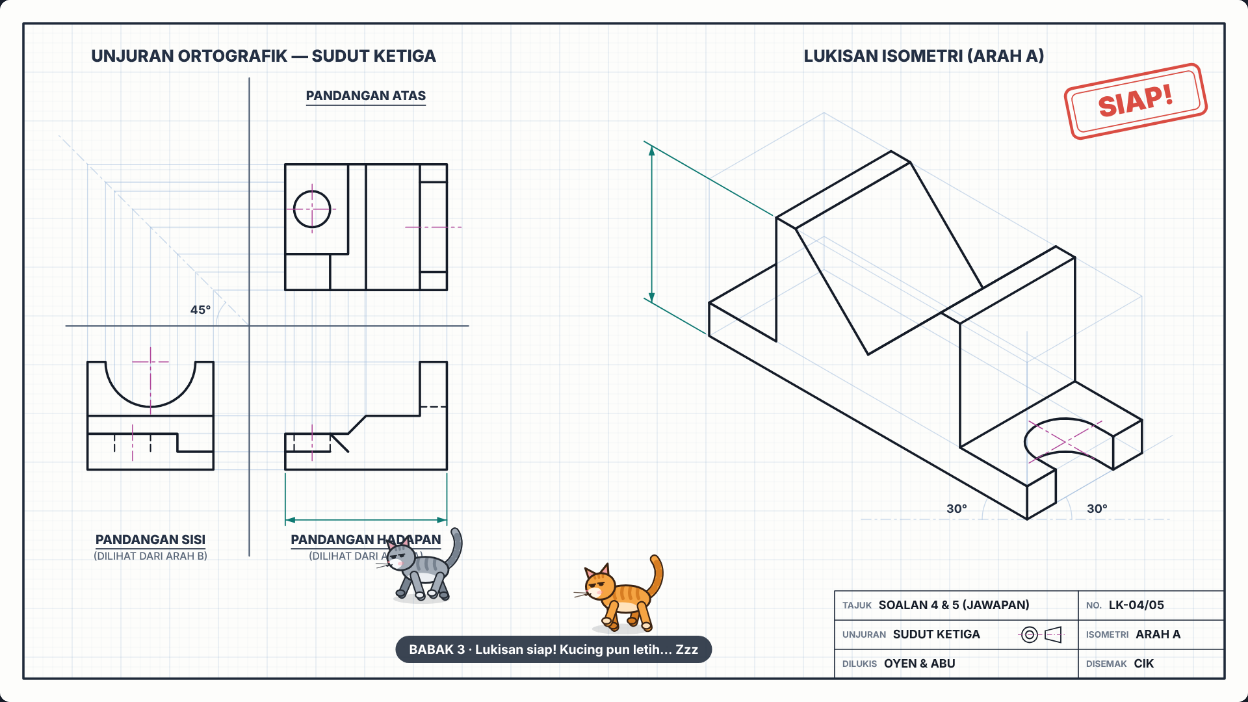 UNJURAN ORTOGRAFIK — SUDUT KETIGA
LUKISAN ISOMETRI (ARAH A)
SIAP!
PANDANGAN ATAS
45°
30°
30°
PANDANGAN SISI
(DILIHAT DARI ARAH B)
PANDANGAN HADAPAN
(DILIHAT DARI
TAJUK SOALAN 4 & 5 (JAWAPAN)
NO. LK-04/05
UNJURAN SUDUT KETIGA
ISOMETRI ARAH A
DILUKIS OYEN & ABU
DISEMAK CIK
BABAK 3 · Lukisan siap! Kucing pun letih... Zzz